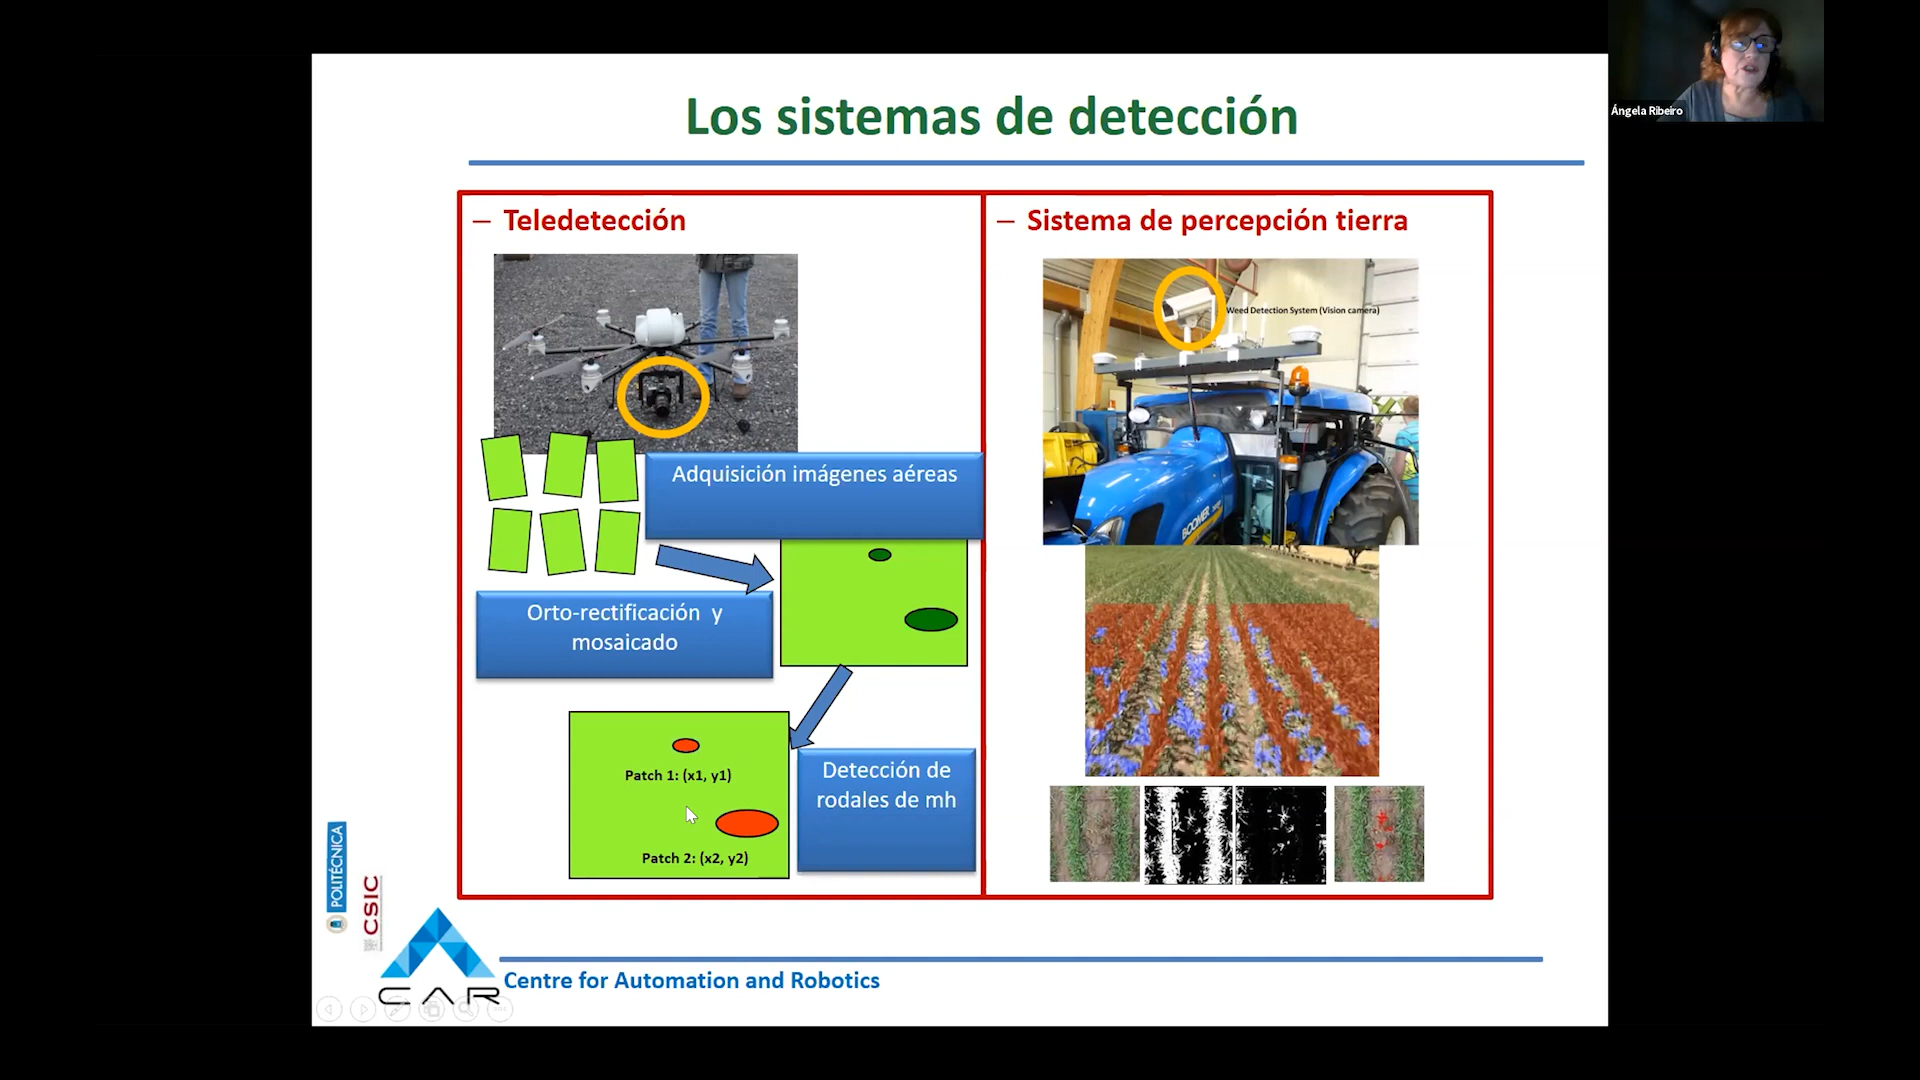 Ángela Ribeiro
Los sistemas de detección
– Teledetección
Adquisición imágenes aéreas
Orto-rectificación y
mosaicado
Patch 1: (x1, y1)
Patch 2: (x2, y2)
Detección de
rodales de mh
– Sistema de percepción tierra
Weed Detection System (Vision camera)
BOOMER
POLITÉCNICA
CSIC
CAR
Centre for Automation and Robotics